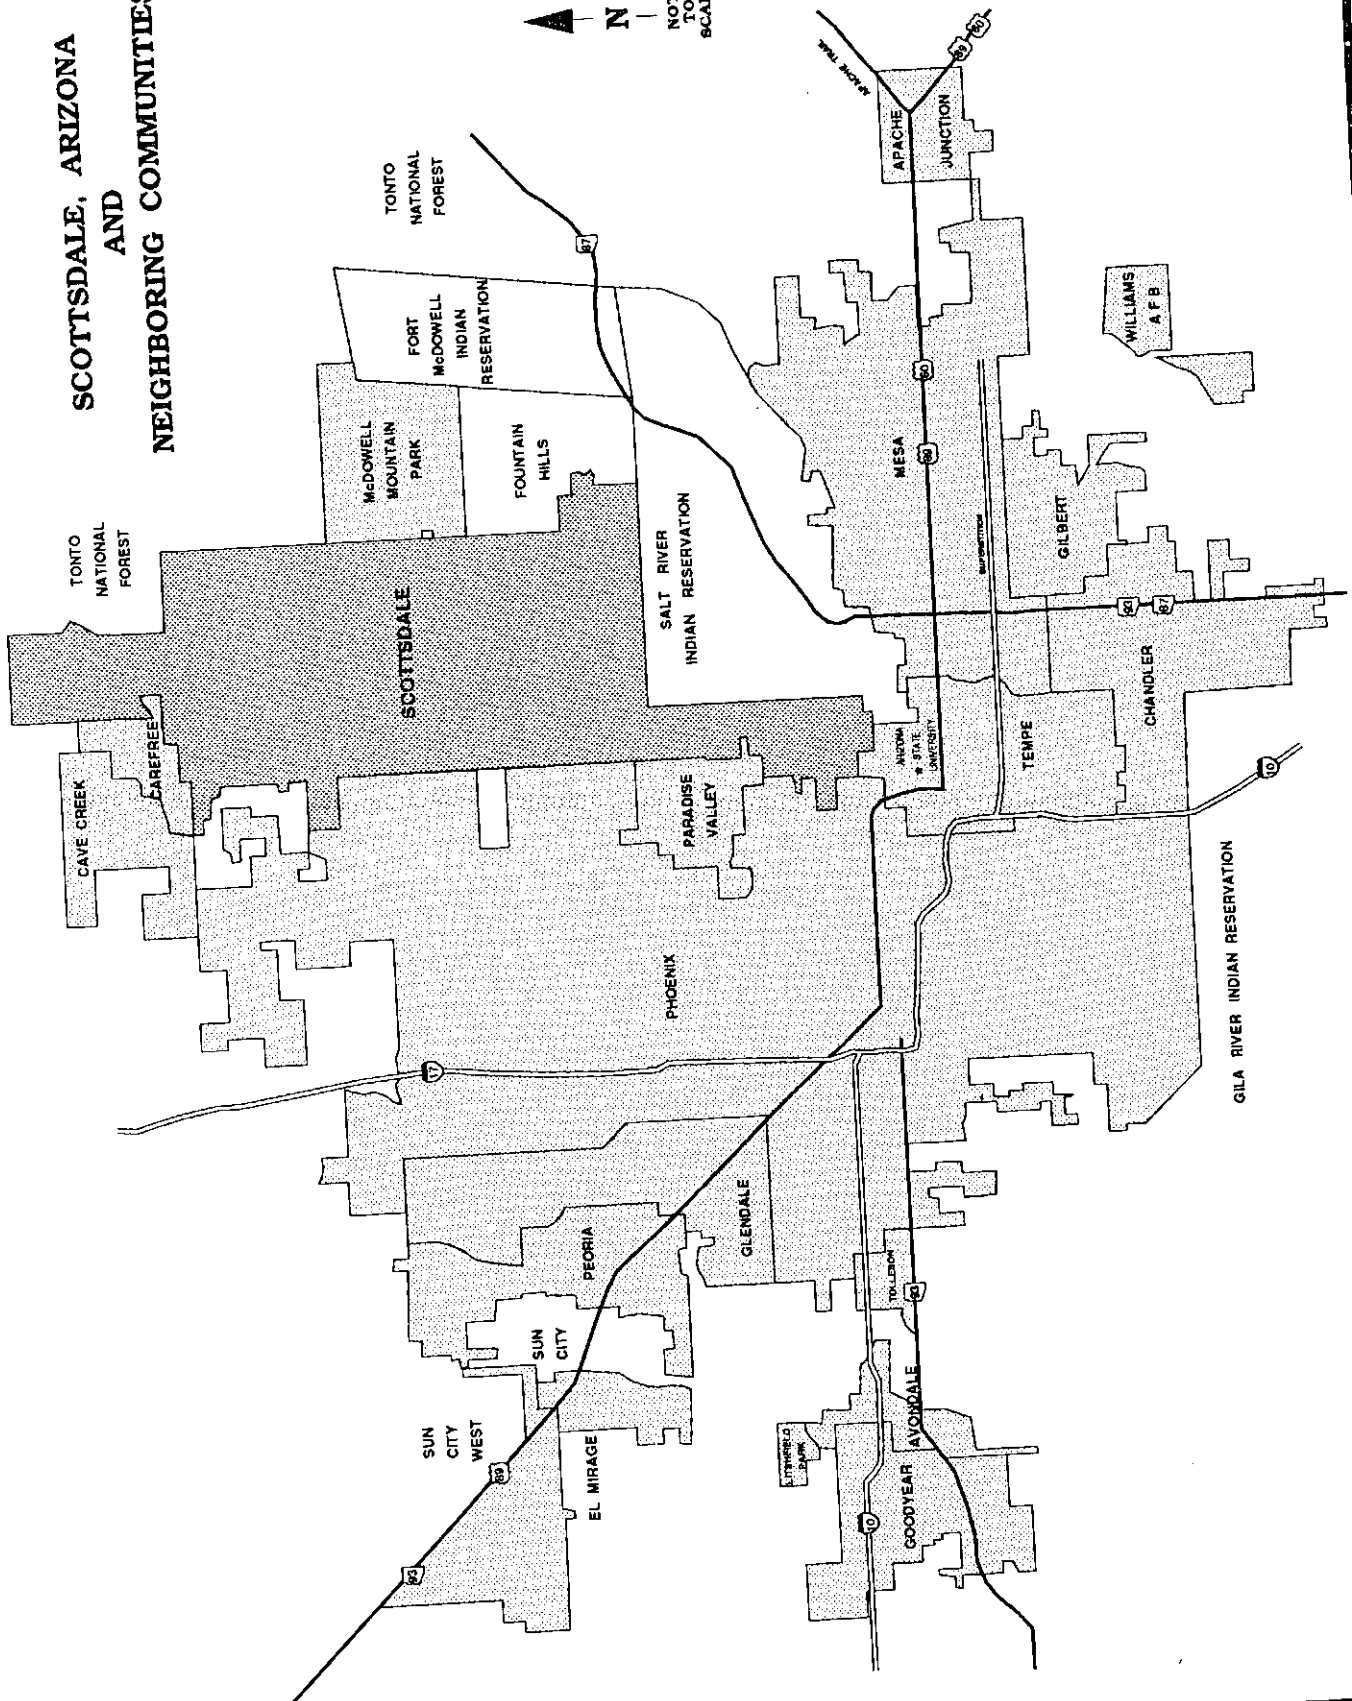 SCOTTSDALE, ARIZONA
AND
NEIGHBORING COMMUNITIES
N
NOT
TO
SCALE
TONTO
NATIONAL
FOREST
TONTO
NATIONAL
FOREST
CAVE CREEK
CAREFREE
SCOTTSDALE
McDOWELL
MOUNTAIN
PARK
FORT
McDOWELL
INDIAN
RESERVATION
FOUNTAIN
HILLS
87
SALT RIVER
INDIAN RESERVATION
PARADISE
VALLEY
PHOENIX
17
SUN
CITY
WEST
89
93
EL MIRAGE
SUN
CITY
PEORIA
GLENDALE
TOLLESON
93
LITCHFIELD
PARK
AVONDALE
GOODYEAR
10
ARIZONA
STATE
UNIVERSITY
TEMPE
MESA
60
89
SUPERSTITION
APACHE TRAIL
APACHE
JUNCTION
89
60
GILBERT
WILLIAMS
A F B
CHANDLER
93
87
10
GILA RIVER INDIAN RESERVATION